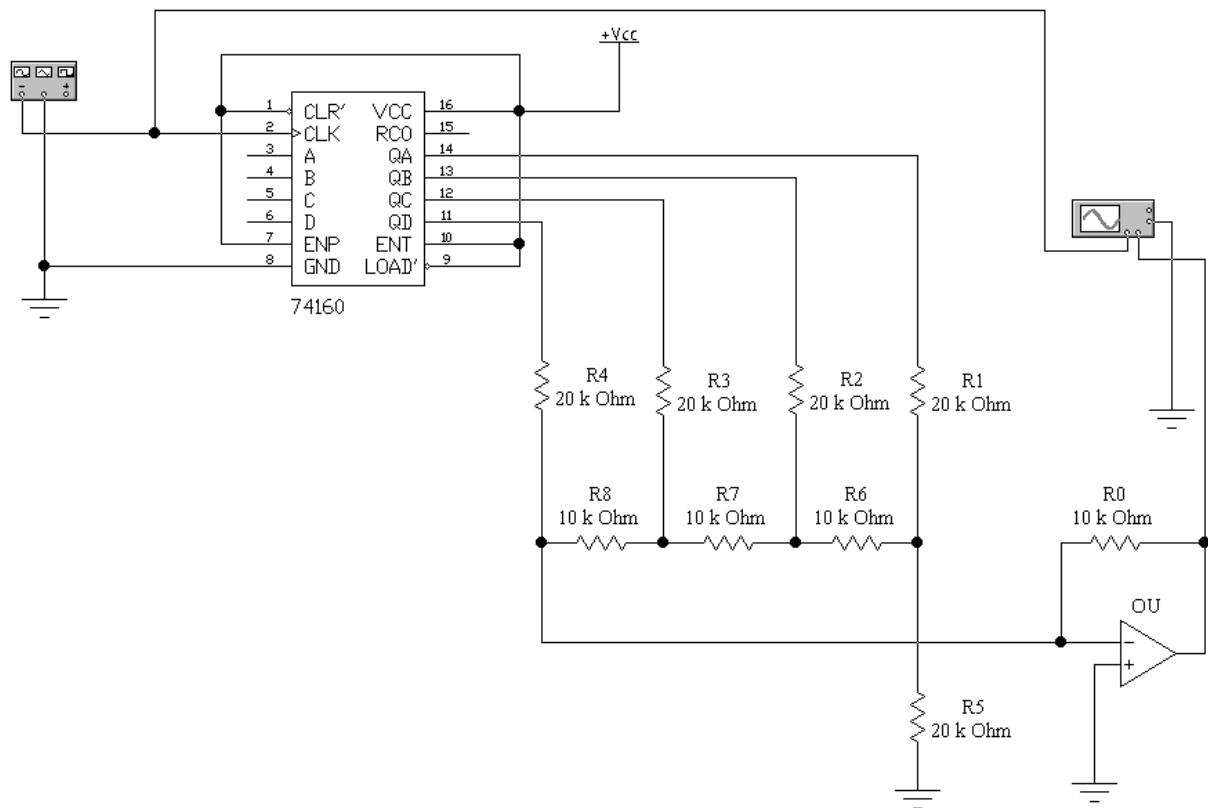 +Vcc
- +
1 CLR' VCC 16
2 CLK RCO 15
3 A QA 14
4 B QB 13
5 C QC 12
6 D QD 11
7 ENP ENT 10
8 GND LOAD' 9
74160
R4
20 k Ohm
R3
20 k Ohm
R2
20 k Ohm
R1
20 k Ohm
R8
10 k Ohm
R7
10 k Ohm
R6
10 k Ohm
R0
10 k Ohm
OU
-
+
R5
20 k Ohm